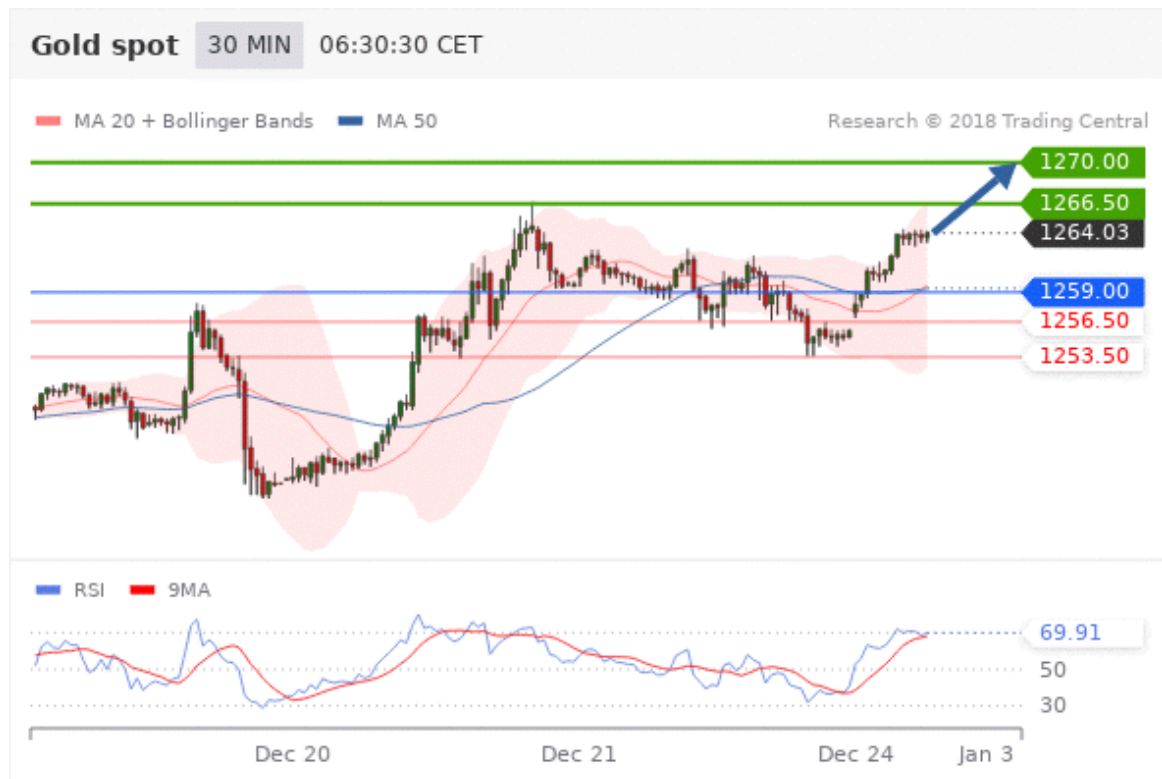 Gold spot 30 MIN 06:30:30 CET
MA 20 + Bollinger Bands MA 50 Research © 2018 Trading Central
1270.00
1266.50
1264.03
1259.00
1256.50
1253.50
RSI 9MA
69.91
50
30
Dec 20 Dec 21 Dec 24 Jan 3